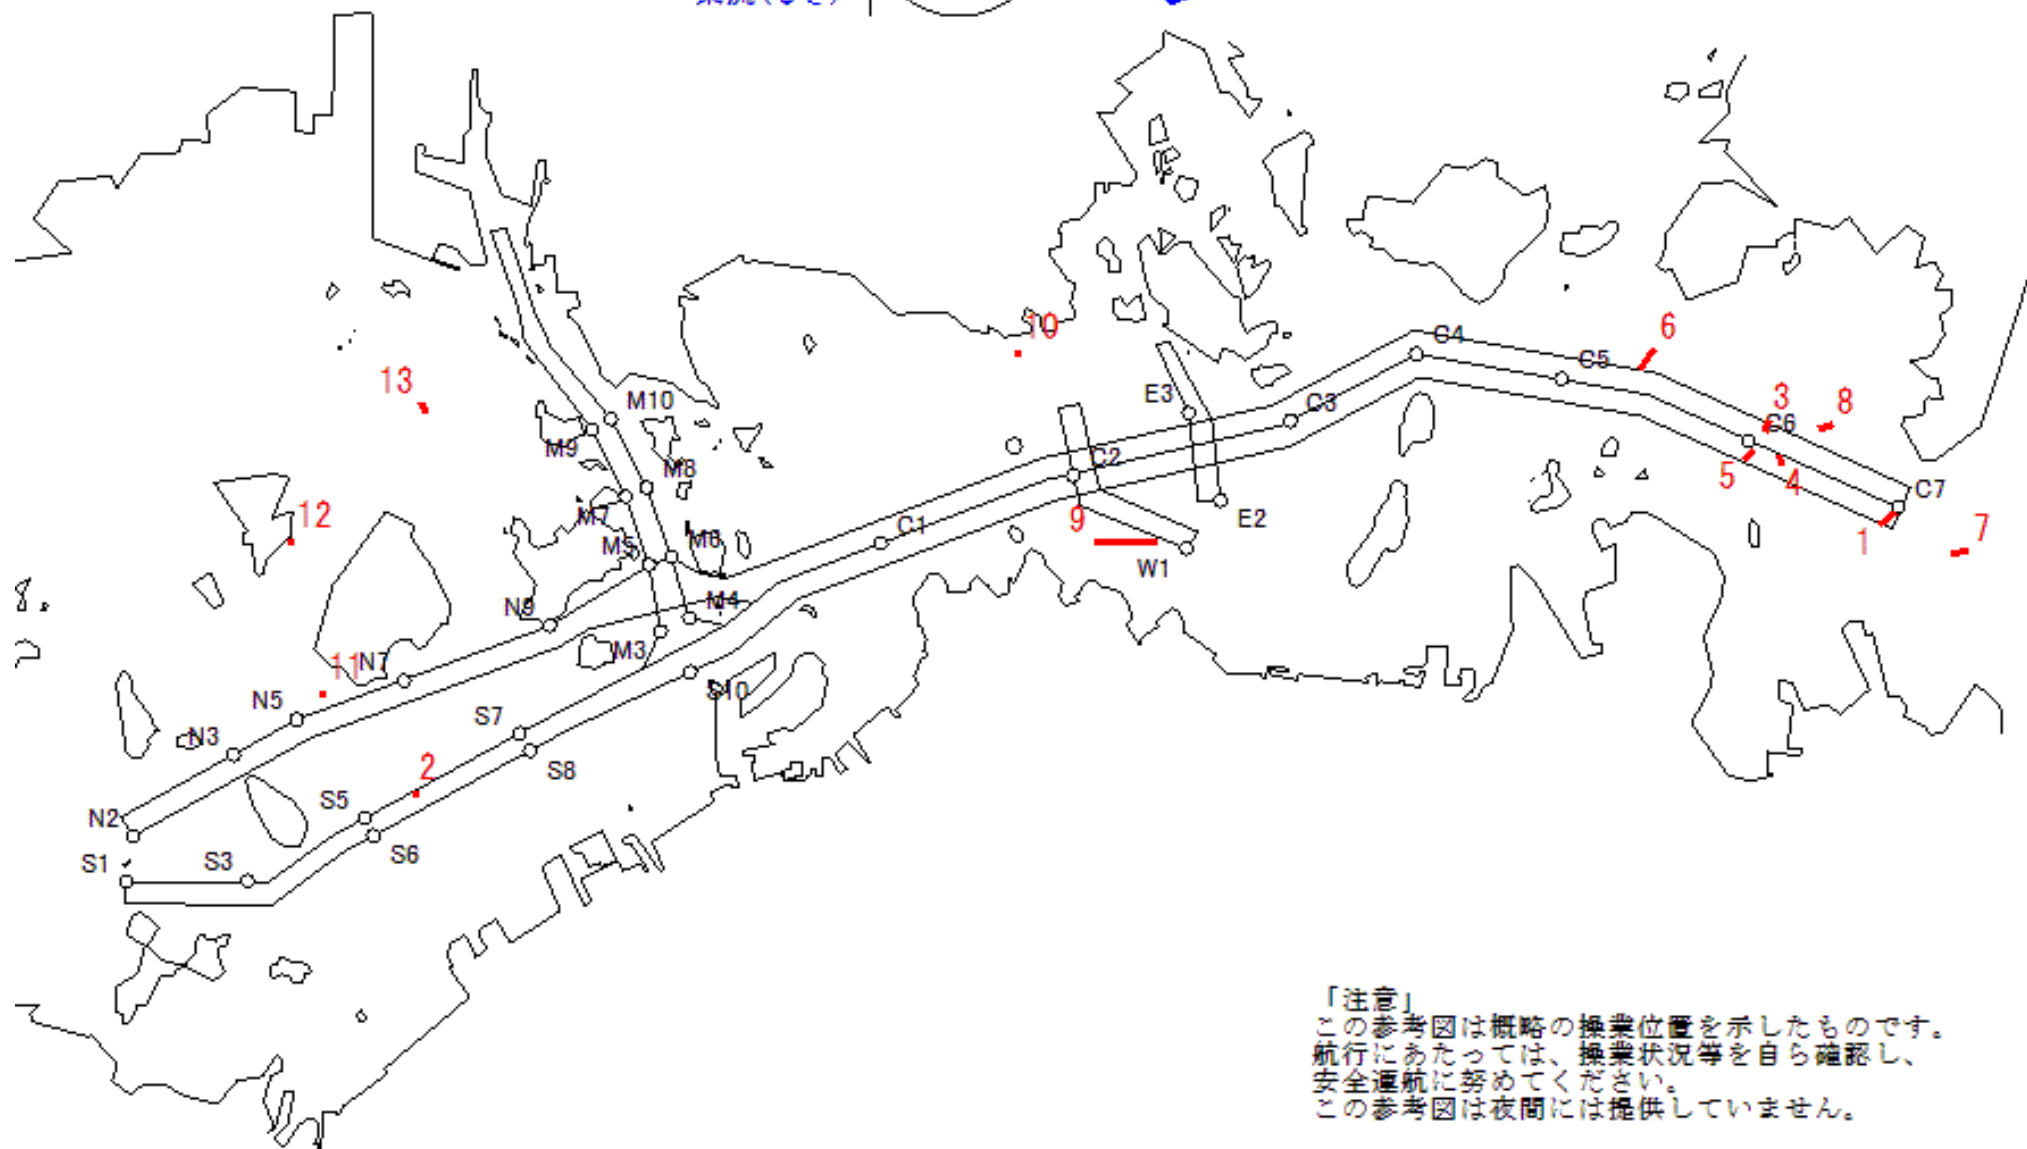 10
6
C4
C5
13
M10
E3
C3
3
8
C6
M9
M8
C2
5
4
C7
12
M7
9
E2
C1
M5
M6
1
7
W1
N9
M4
M3
11
N7
N5
S10
N3
S7
2
S8
S5
N2
S6
S1
S3
「注意」
この参考図は概略の操業位置を示したものです。
航行にあたっては、操業状況等を自ら確認し、
安全運航に努めてください。
この参考図は夜間には提供していません。